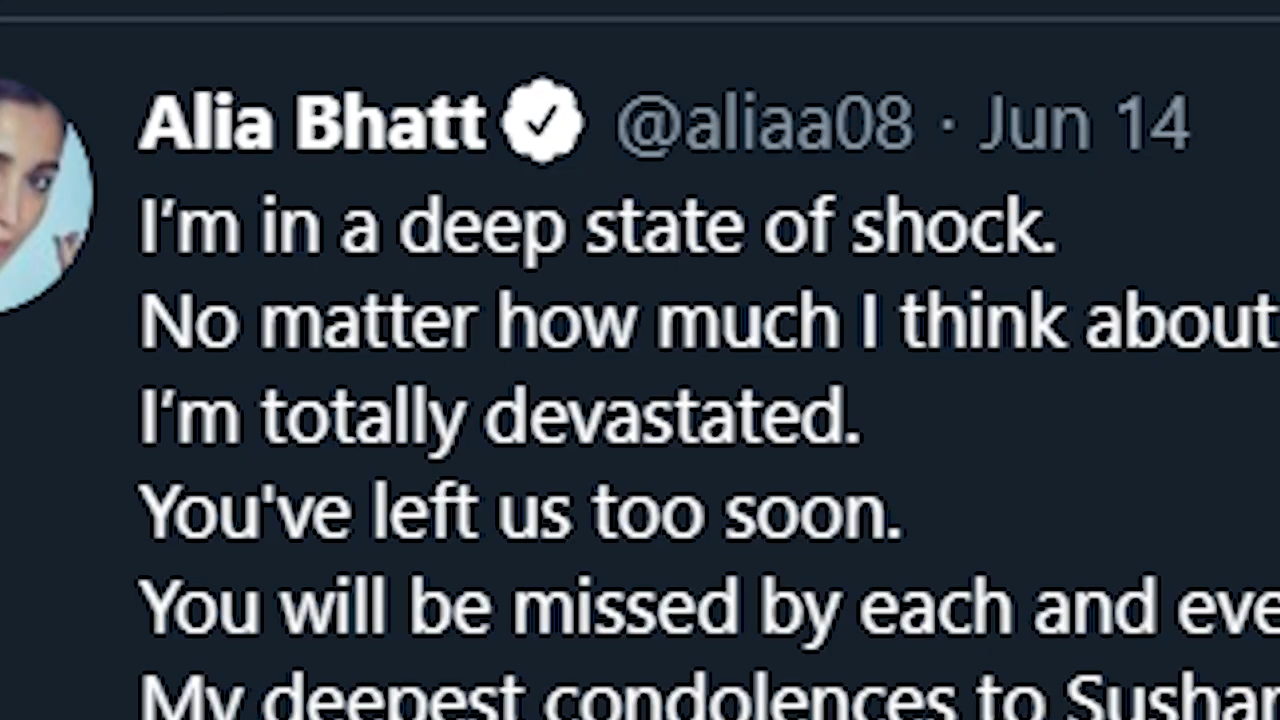 Alia Bhatt @aliaa08 · Jun 14
I’m in a deep state of shock.
No matter how much I think about
I’m totally devastated.
You've left us too soon.
You will be missed by each and eve
My deepest condolences to Sushan